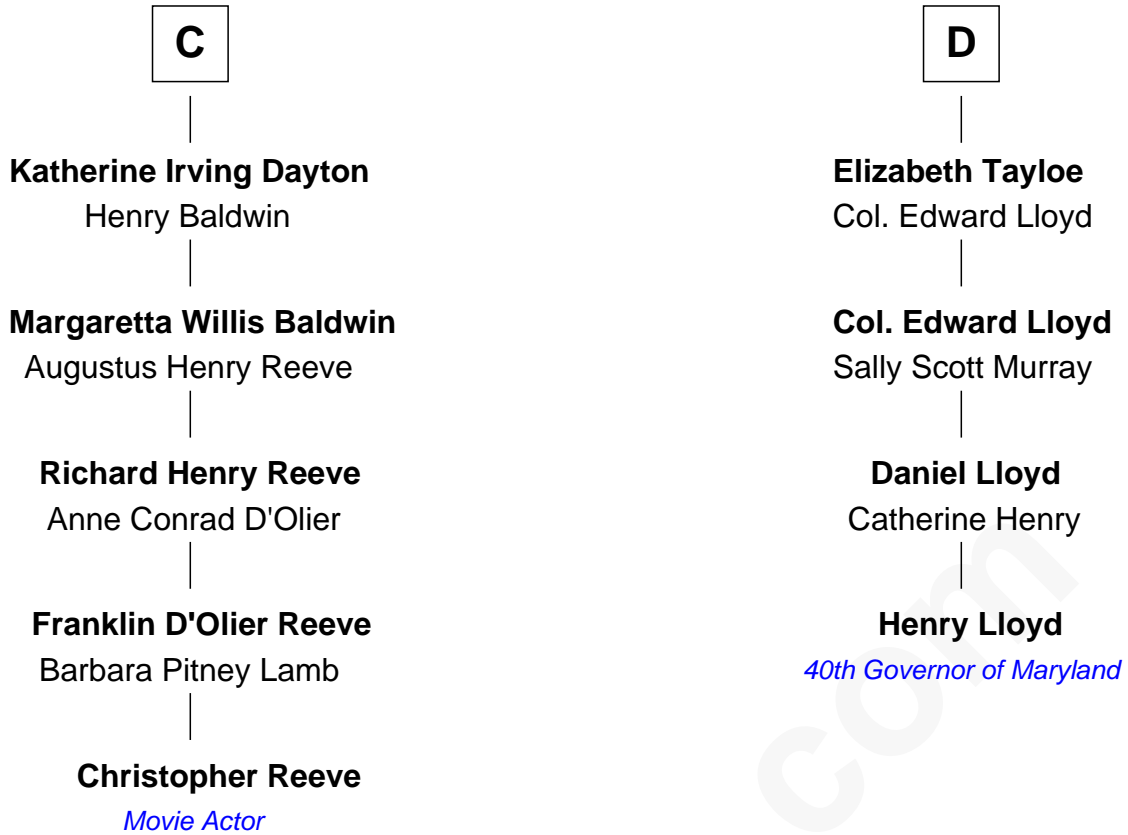 C
Katherine Irving Dayton
Henry Baldwin
Margaretta Willis Baldwin
Augustus Henry Reeve
Richard Henry Reeve
Anne Conrad D'Olier
Franklin D'Olier Reeve
Barbara Pitney Lamb
Christopher Reeve
Movie Actor
D
Elizabeth Tayloe
Col. Edward Lloyd
Col. Edward Lloyd
Sally Scott Murray
Daniel Lloyd
Catherine Henry
Henry Lloyd
40th Governor of Maryland
com